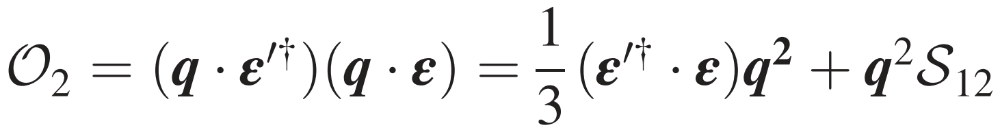 𝒪₂ = (𝒒 · 𝜺′†)(𝒒 · 𝜺) = 1/3 (𝜺′† · 𝜺)𝒒² + 𝒒²𝒮₁₂